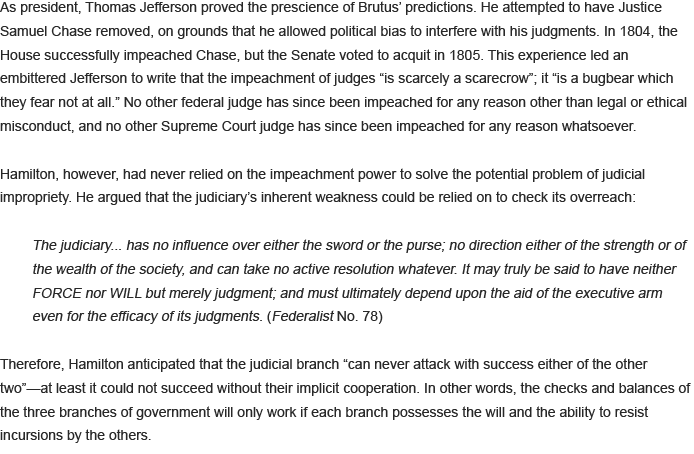 As president, Thomas Jefferson proved the prescience of Brutus’ predictions. He attempted to have Justice
Samuel Chase removed, on grounds that he allowed political bias to interfere with his judgments. In 1804, the
House successfully impeached Chase, but the Senate voted to acquit in 1805. This experience led an
embittered Jefferson to write that the impeachment of judges “is scarcely a scarecrow”; it “is a bugbear which
they fear not at all.” No other federal judge has since been impeached for any reason other than legal or ethical
misconduct, and no other Supreme Court judge has since been impeached for any reason whatsoever.
Hamilton, however, had never relied on the impeachment power to solve the potential problem of judicial
impropriety. He argued that the judiciary’s inherent weakness could be relied on to check its overreach:
The judiciary... has no influence over either the sword or the purse; no direction either of the strength or of
the wealth of the society, and can take no active resolution whatever. It may truly be said to have neither
FORCE nor WILL but merely judgment; and must ultimately depend upon the aid of the executive arm
even for the efficacy of its judgments. (Federalist No. 78)
Therefore, Hamilton anticipated that the judicial branch “can never attack with success either of the other
two”—at least it could not succeed without their implicit cooperation. In other words, the checks and balances of
the three branches of government will only work if each branch possesses the will and the ability to resist
incursions by the others.